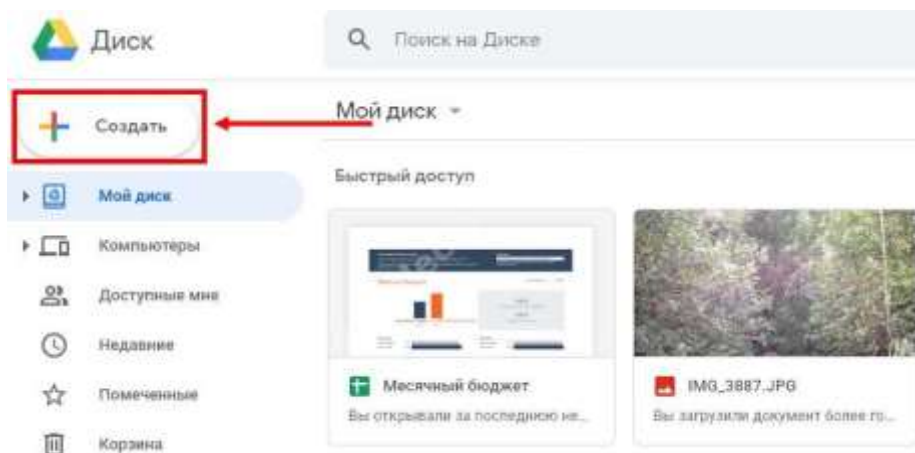 Диск
Поиск на Диске
Создать
Мой диск
Быстрый доступ
Мой диск
Компьютеры
Доступные мне
Недавние
Помеченные
Корзина
Месячный бюджет
Вы открывали за последнюю не...
IMG_3887.JPG
Вы загрузили документ более го...